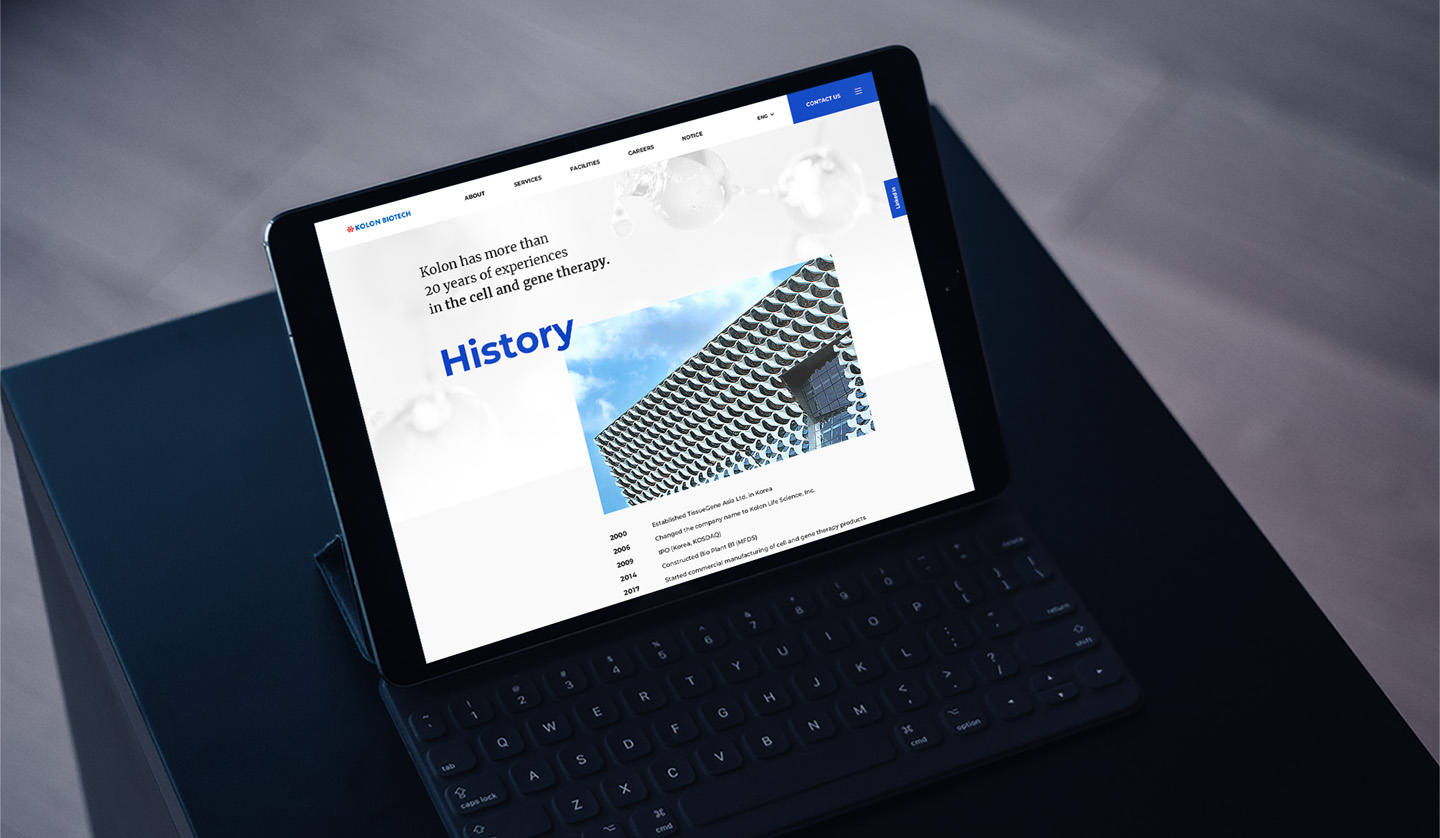 KOLON BIOTECH
ABOUT
SERVICES
FACILITIES
CAREERS
NOTICE
ENG
CONTACT US
Linked in
Kolon has more than
20 years of experiences
in the cell and gene therapy.
History
2000 Established TissueGene Asia Ltd. in Korea
2006 Changed the company name to Kolon Life Science, Inc.
2009 IPO (Korea, KOSDAQ)
2014 Constructed Bio Plant B1 (MFDS)
2017 Started commercial manufacturing of cell and gene therapy products
~ ! @ # $ % ^ & *
` 1 2 3 4 5 6 7 8 9 0 delete
tab Q W E R T Y U I O P { [ } ] | \
caps lock A S D F G H J K L : ; " ' return
Z X C V B N M < , > . ? / shift
⌘ cmd ⌘ cmd ⌥ option ◀ ▲ ▼ ▶